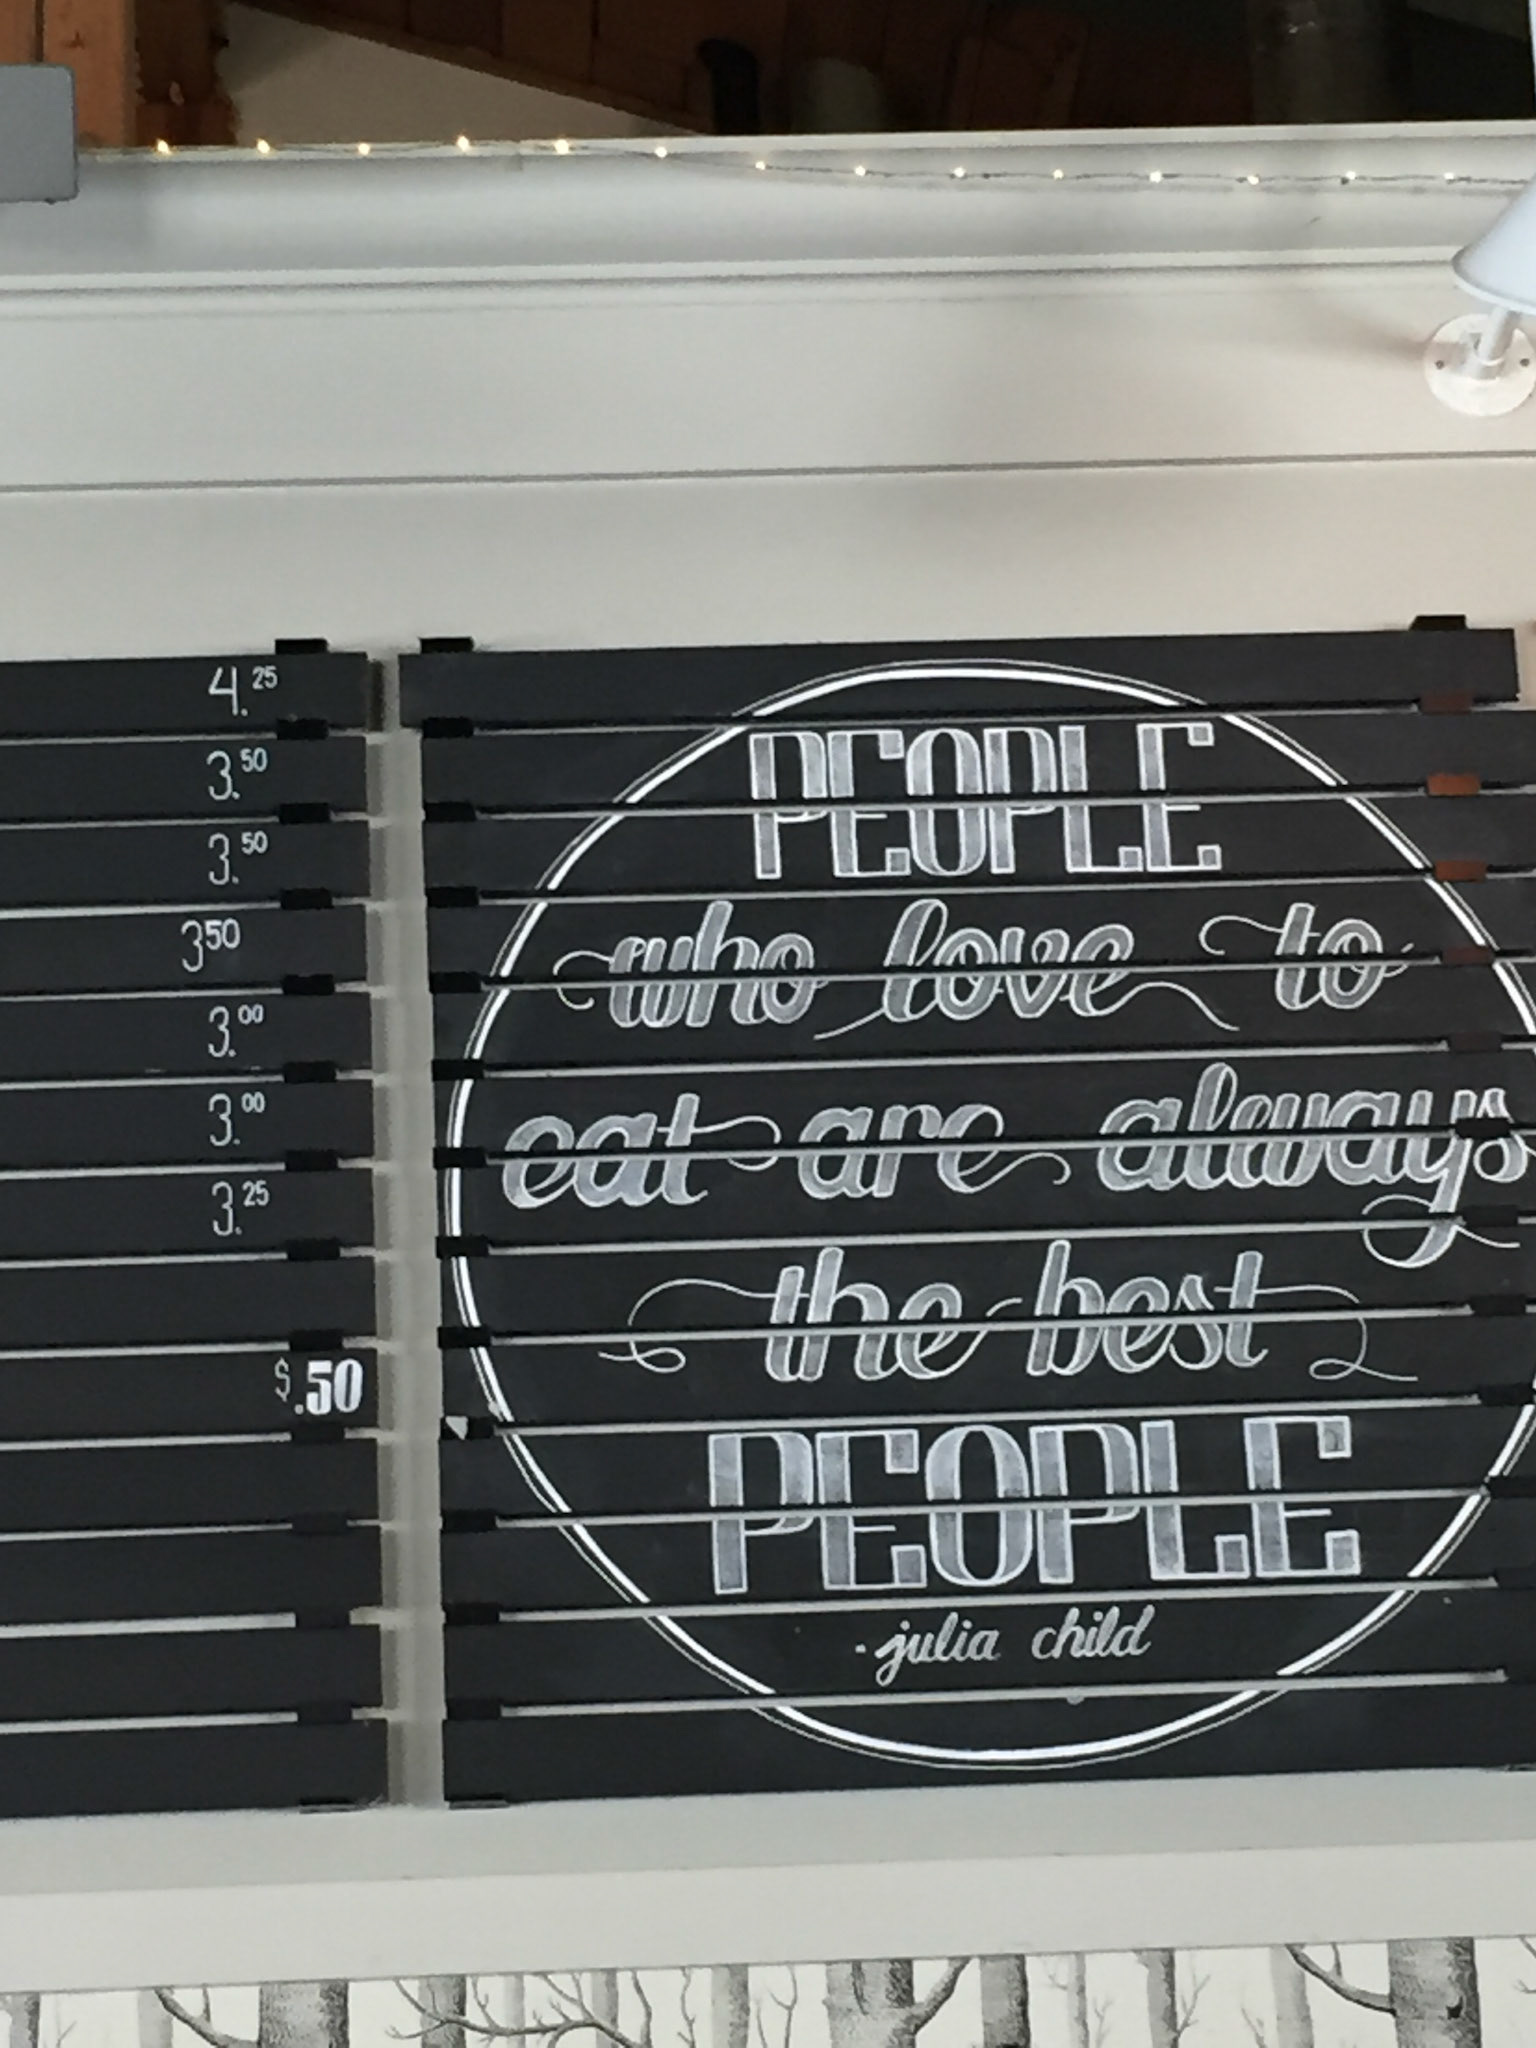 4.25
3.50
3.50
350
3.00
3.00
3.25
$.50
PEOPLE
who love to
eat are always
the best
PEOPLE
-julia child